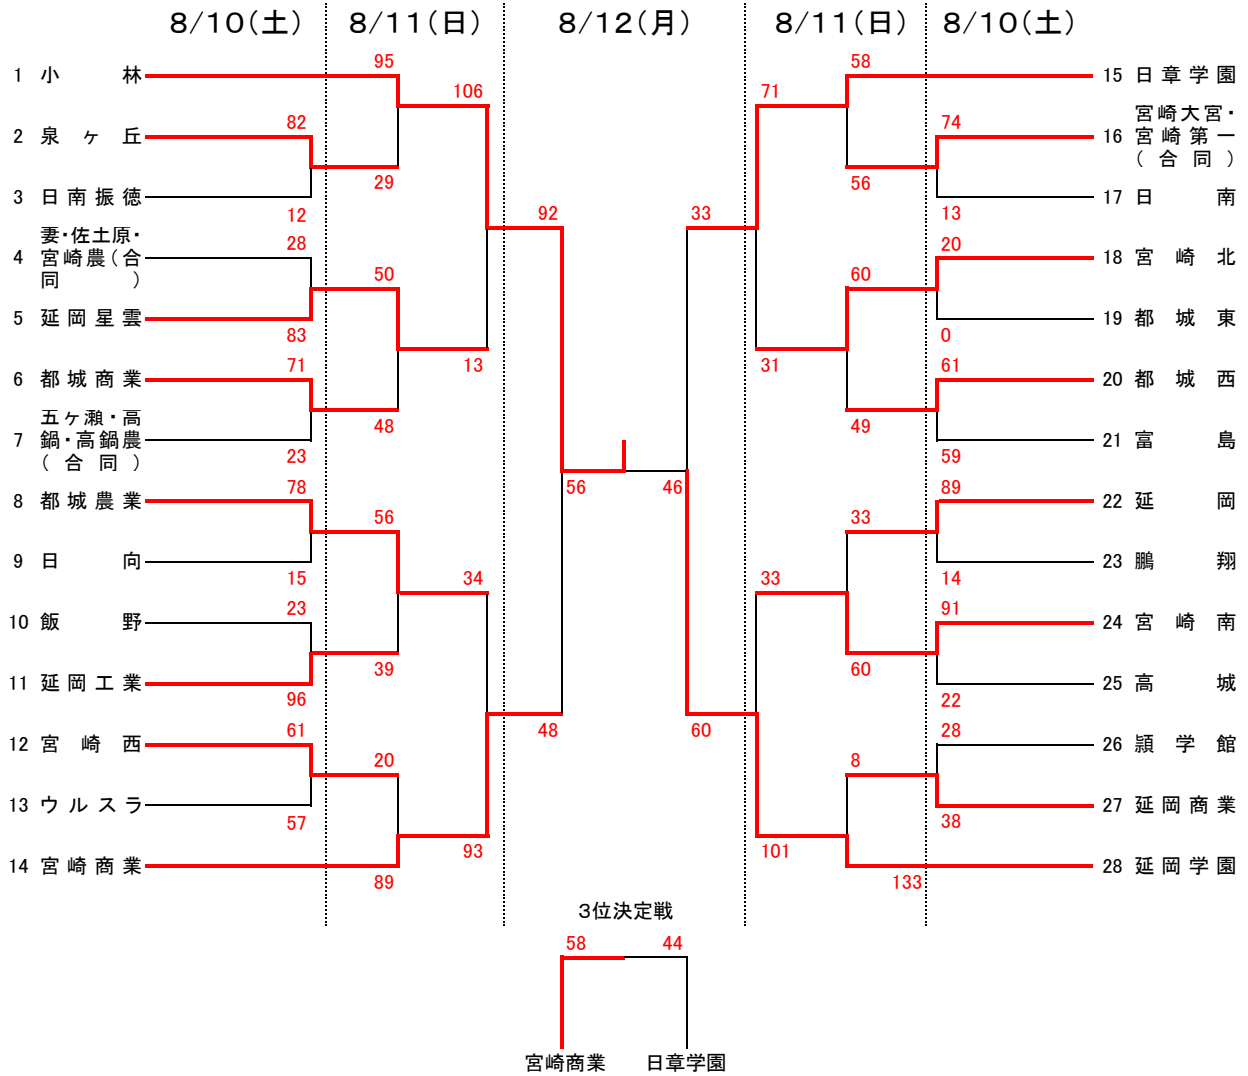 8/10(土) 8/11(日) 8/12(月) 8/11(日) 8/10(土)
1 小林
95
106
2 泉ヶ丘
82
29
3 日南振徳
12
4 妻・佐土原・
宮崎農(合
同)
28
50
5 延岡星雲
83
13
6 都城商業
71
48
7 五ヶ瀬・高
鍋・高鍋農
(合同)
23
8 都城農業
78
56
9 日向
15
34
10 飯野
23
39
11 延岡工業
96
12 宮崎西
61
20
13 ウルスラ
57
93
14 宮崎商業
89
92
48
56
46
33
60
58
15 日章学園
71
74
16 宮崎大宮・
宮崎第一
(合同)
56
17 日南
13
20
18 宮崎北
60
19 都城東
0
31
61
20 都城西
49
21 富島
59
89
22 延岡
33
23 鵬翔
14
33
91
24 宮崎南
60
25 高城
22
28
26 頴学館
8
27 延岡商業
38
101
28 延岡学園
133
3位決定戦
58 44
宮崎商業 日章学園